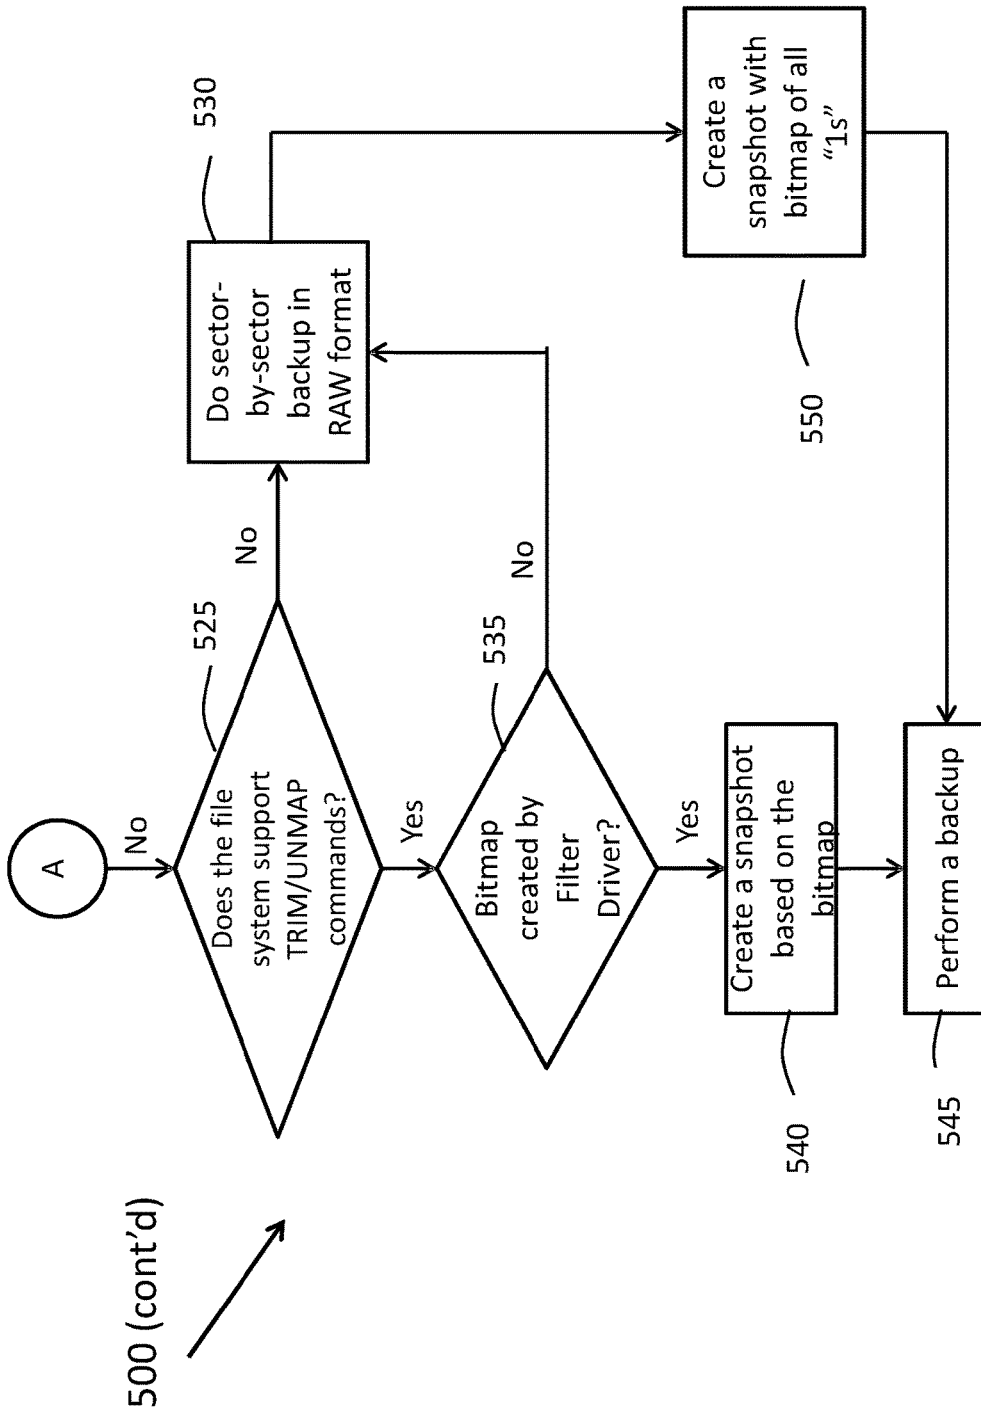 500 (cont’d)
A
No
Does the file
system support
TRIM/UNMAP
commands?
525
No
Do sector-
by-sector
backup in
RAW format
530
Yes
Bitmap
created by
Filter
Driver?
535
No
Yes
Create a snapshot
based on the
bitmap
540
Create a
snapshot with
bitmap of all
“1s”
550
Perform a backup
545